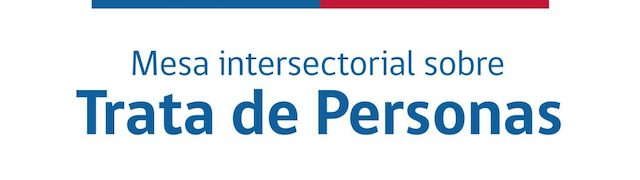 Mesa intersectorial sobre
Trata de Personas